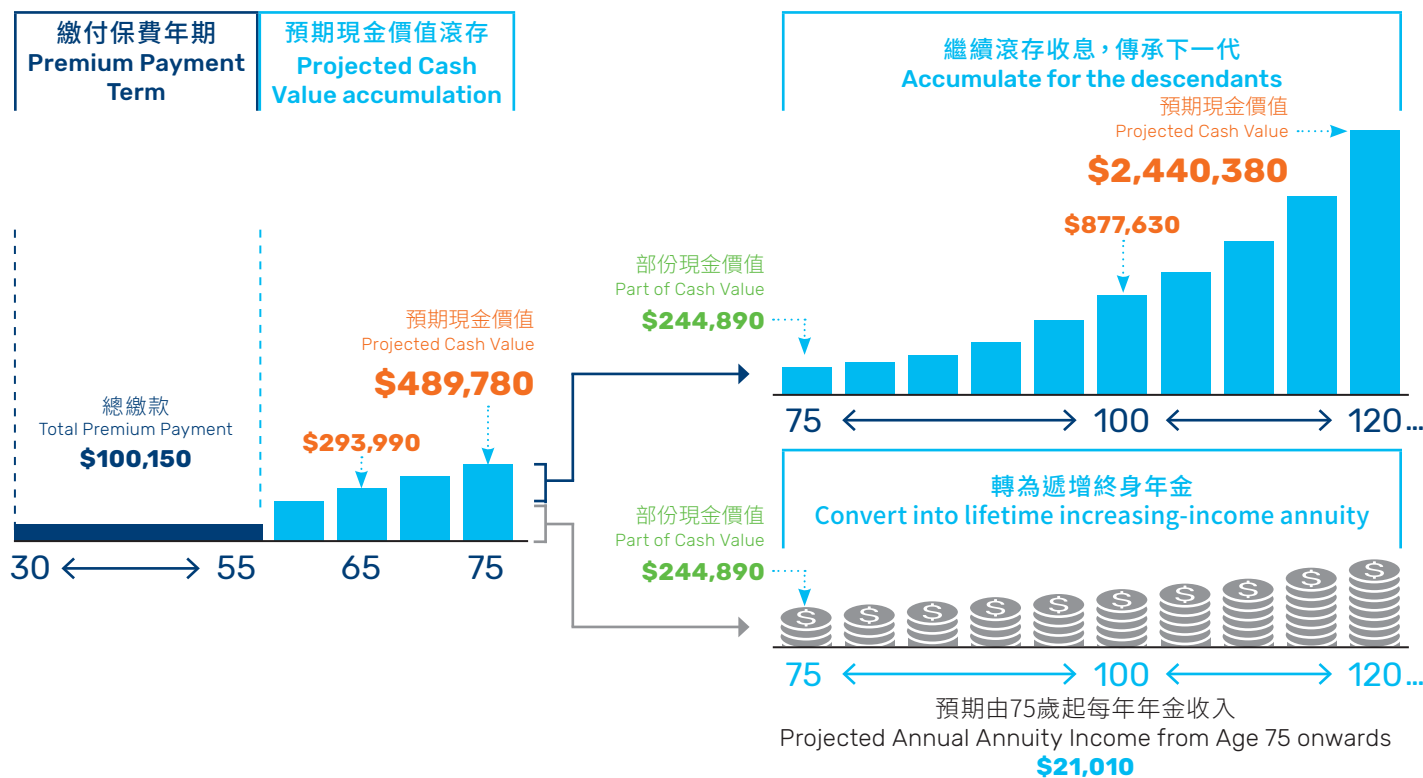 繳付保費年期
Premium Payment
Term
預期現金價值滾存
Projected Cash
Value accumulation
總繳款
Total Premium Payment
$100,150
$293,990
預期現金價值
Projected Cash Value
$489,780
30
55
65
75
繼續滾存收息，傳承下一代
Accumulate for the descendants
預期現金價值
Projected Cash Value
$2,440,380
$877,630
部份現金價值
Part of Cash Value
$244,890
75
100
120...
轉為遞增終身年金
Convert into lifetime increasing-income annuity
部份現金價值
Part of Cash Value
$244,890
$ $ $ $ $ $ $ $ $ $
75
100
120...
預期由75歲起每年年金收入
Projected Annual Annuity Income from Age 75 onwards
$21,010